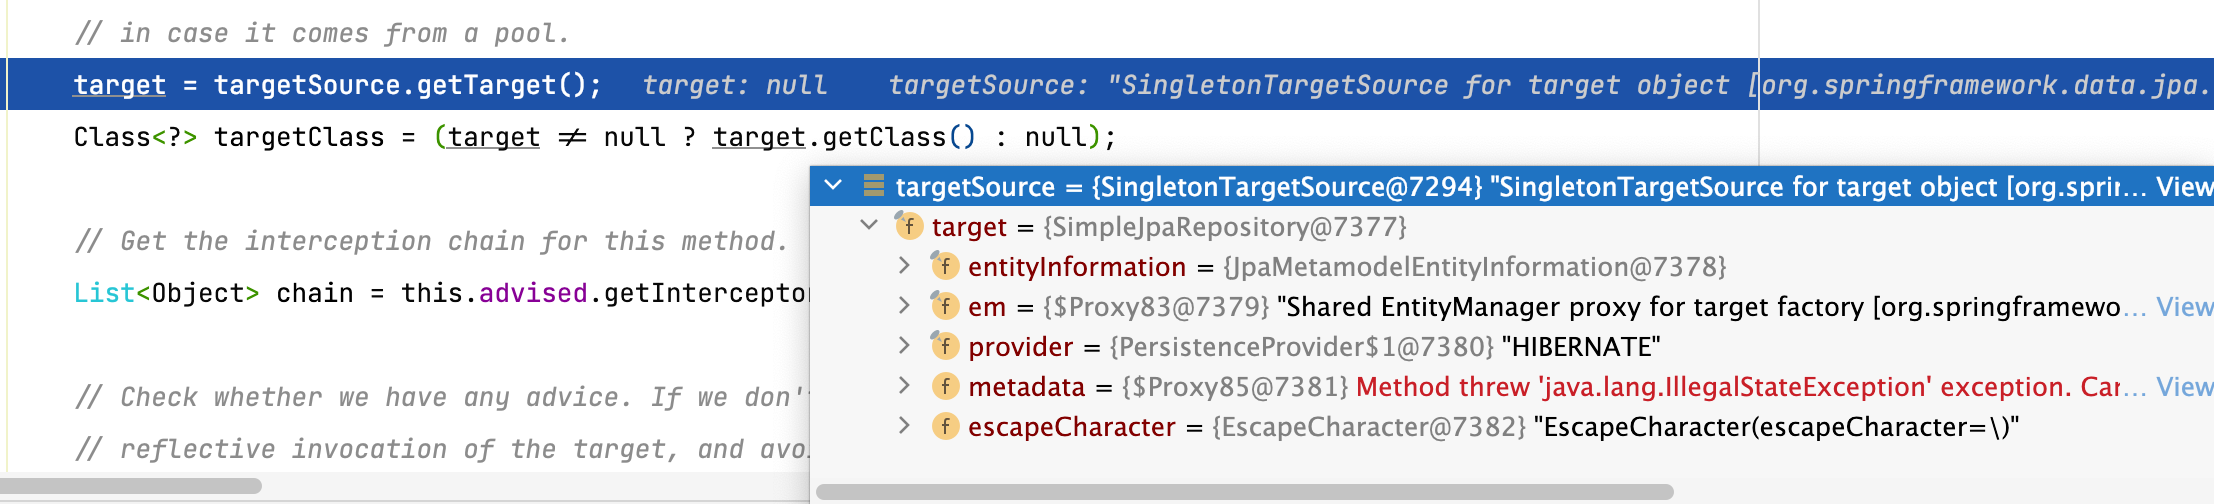 // in case it comes from a pool.
target = targetSource.getTarget(); target: null targetSource: "SingletonTargetSource for target object [org.springframework.data.jpa.
Class<?> targetClass = (target ≠ null ? target.getClass() : null);
targetSource = {SingletonTargetSource@7294} "SingletonTargetSource for target object [org.sprin... View
target = {SimpleJpaRepository@7377}
// Get the interception chain for this method.
entityInformation = {JpaMetamodelEntityInformation@7378}
List<Object> chain = this.advised.getInterceptor
em = {$Proxy83@7379} "Shared EntityManager proxy for target factory [org.springframewo... View
provider = {PersistenceProvider$1@7380} "HIBERNATE"
// Check whether we have any advice. If we don't
metadata = {$Proxy85@7381} Method threw 'java.lang.IllegalStateException' exception. Car... View
escapeCharacter = {EscapeCharacter@7382} "EscapeCharacter(escapeCharacter=\)"
// reflective invocation of the target, and avoi